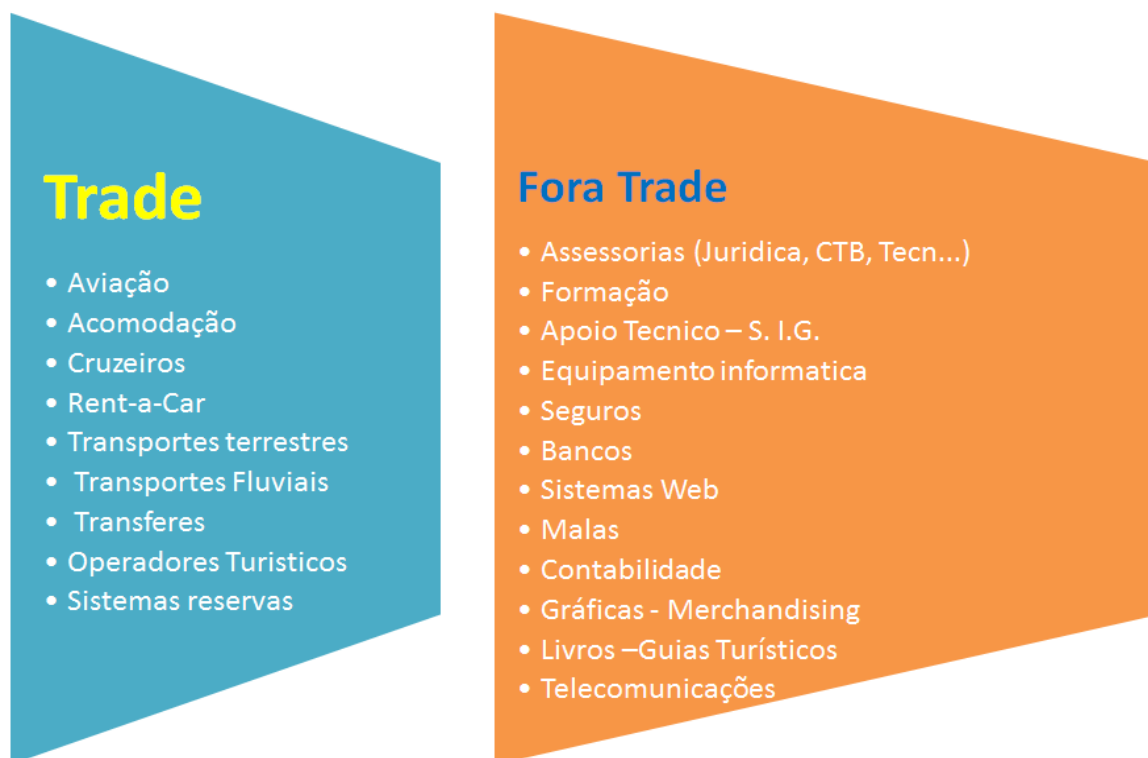 Trade
• Aviação
• Acomodação
• Cruzeiros
• Rent-a-Car
• Transportes terrestres
• Transportes Fluviais
• Transferes
• Operadores Turisticos
• Sistemas reservas
Fora Trade
• Assessorias (Juridica, CTB, Tecn...)
• Formação
• Apoio Tecnico – S. I.G.
• Equipamento informatica
• Seguros
• Bancos
• Sistemas Web
• Malas
• Contabilidade
• Gráficas - Merchandising
• Livros –Guias Turísticos
• Telecomunicações